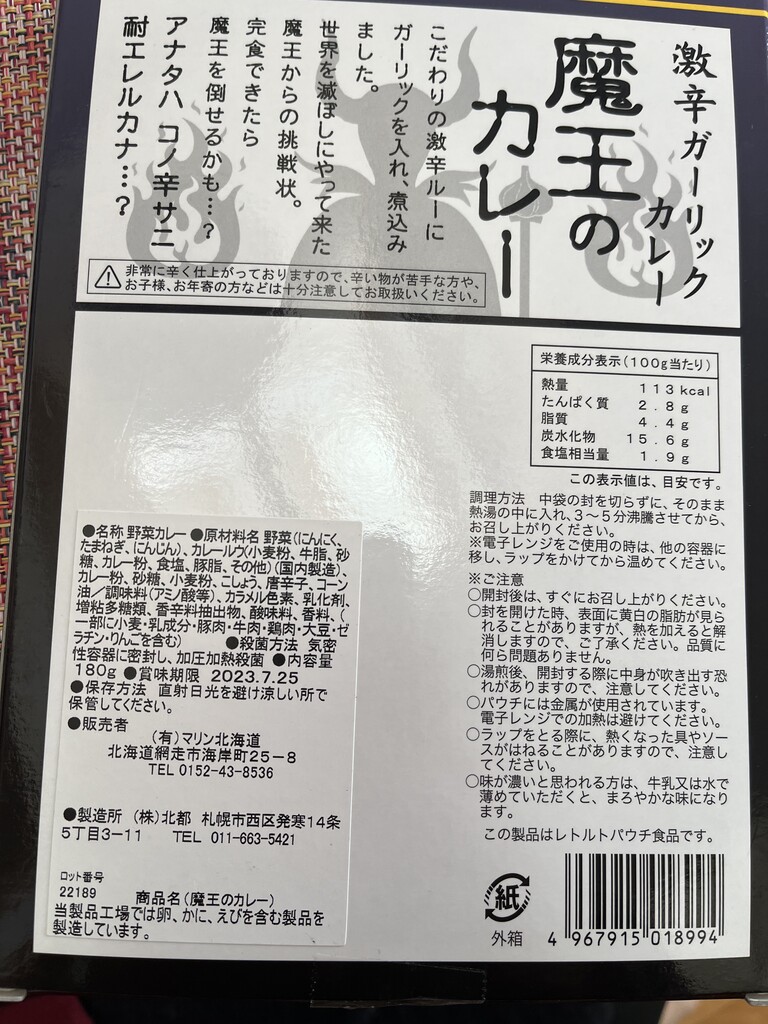 激辛ガーリック
カレー
魔王の
カレー
こだわりの激辛ルーに
ガーリックを入れ、煮込み
ました。
世界を滅ぼしにやって来た
魔王からの挑戦状。
完食できたら
魔王を倒せるかも…？
アナタハ コノ辛サニ
耐エレルカナ…？
非常に辛く仕上がっておりますので、辛い物が苦手な方や、
お子様、お年寄の方などは十分注意してお取扱いください。
栄養成分表示(100g当たり)
熱量 113kcal
たんぱく質 2.8g
脂質 4.4g
炭水化物 15.6g
食塩相当量 1.9g
この表示値は、目安です。
調理方法 中袋の封を切らずに、そのまま
熱湯の中に入れ、3～5分沸騰させてから、
お召し上がりください。
※電子レンジをご使用の時は、他の容器に
移し、ラップをかけてから温めてください。
※ご注意
○開封後は、すぐにお召し上がりください。
○封を開けた時、表面に黄白の脂肪が見ら
れることがありますが、熱を加えると解
消しますので、ご了承ください。品質に
何ら問題ありません。
○湯煎後、開封する際に中身が吹き出す恐
れがありますので、注意してください。
○パウチには金属が使用されています。
電子レンジでの加熱は避けてください。
○ラップをとる際に、熱くなった具やソー
スがはねることがありますので、注意し
てください。
○味が濃いと思われる方は、牛乳又は水で
薄めていただくと、まろやかな味になり
ます。
この製品はレトルトパウチ食品です。
●名称 野菜カレー ●原材料名 野菜(にんにく、
たまねぎ、にんじん)、カレールウ(小麦粉、牛脂、砂
糖、カレー粉、食塩、豚脂、その他)(国内製造)、
カレー粉、砂糖、小麦粉、こしょう、唐辛子、コーン
油／調味料(アミノ酸等)、カラメル色素、乳化剤、
増粘多糖類、香辛料抽出物、酸味料、香料、(
一部に小麦・乳成分・豚肉・牛肉・鶏肉・大豆・ゼ
ラチン・りんごを含む) ●殺菌方法 気密
性容器に密封し、加圧加熱殺菌 ●内容量
180g ●賞味期限 2023.7.25
●保存方法 直射日光を避け涼しい所で
保管してください。
●販売者
(有)マリン北海道
北海道網走市海岸町25-8
TEL 0152-43-8536
●製造所 (株)北都 札幌市西区発寒14条
5丁目3-11 TEL 011-663-5421
ロット番号
22189 商品名(魔王のカレー)
当製品工場では卵、かに、えびを含む製品を
製造しています。
紙
外箱
4 967915 018994